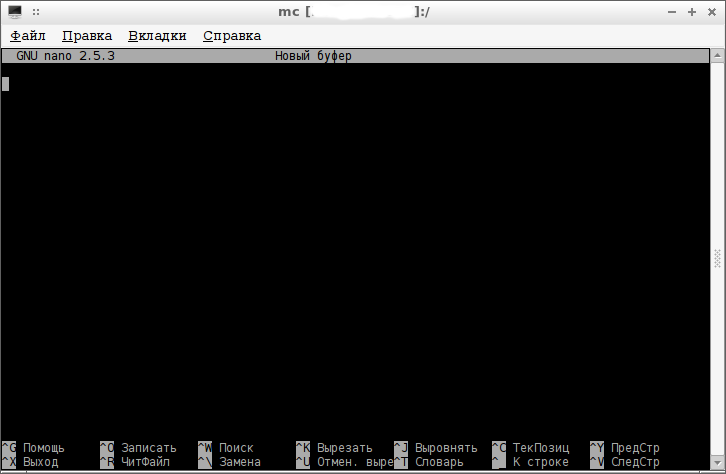 mc [ ]:/
Файл Правка Вкладки Справка
GNU nano 2.5.3 Новый буфер
^G Помощь ^O Записать ^W Поиск ^K Вырезать ^J Выровнять ^C ТекПозиц ^Y ПредСтр
^X Выход ^R ЧитФайл ^\ Замена ^U Отмен. выре^T Словарь ^_ К строке ^V СледСтр